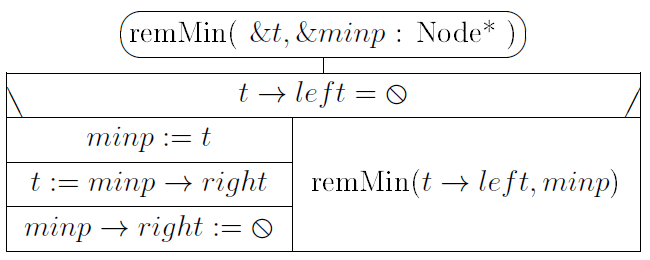 remMin( &t, &minp : Node* )
t → left = ⦸
minp := t
t := minp → right
minp → right := ⦸
remMin(t → left, minp)